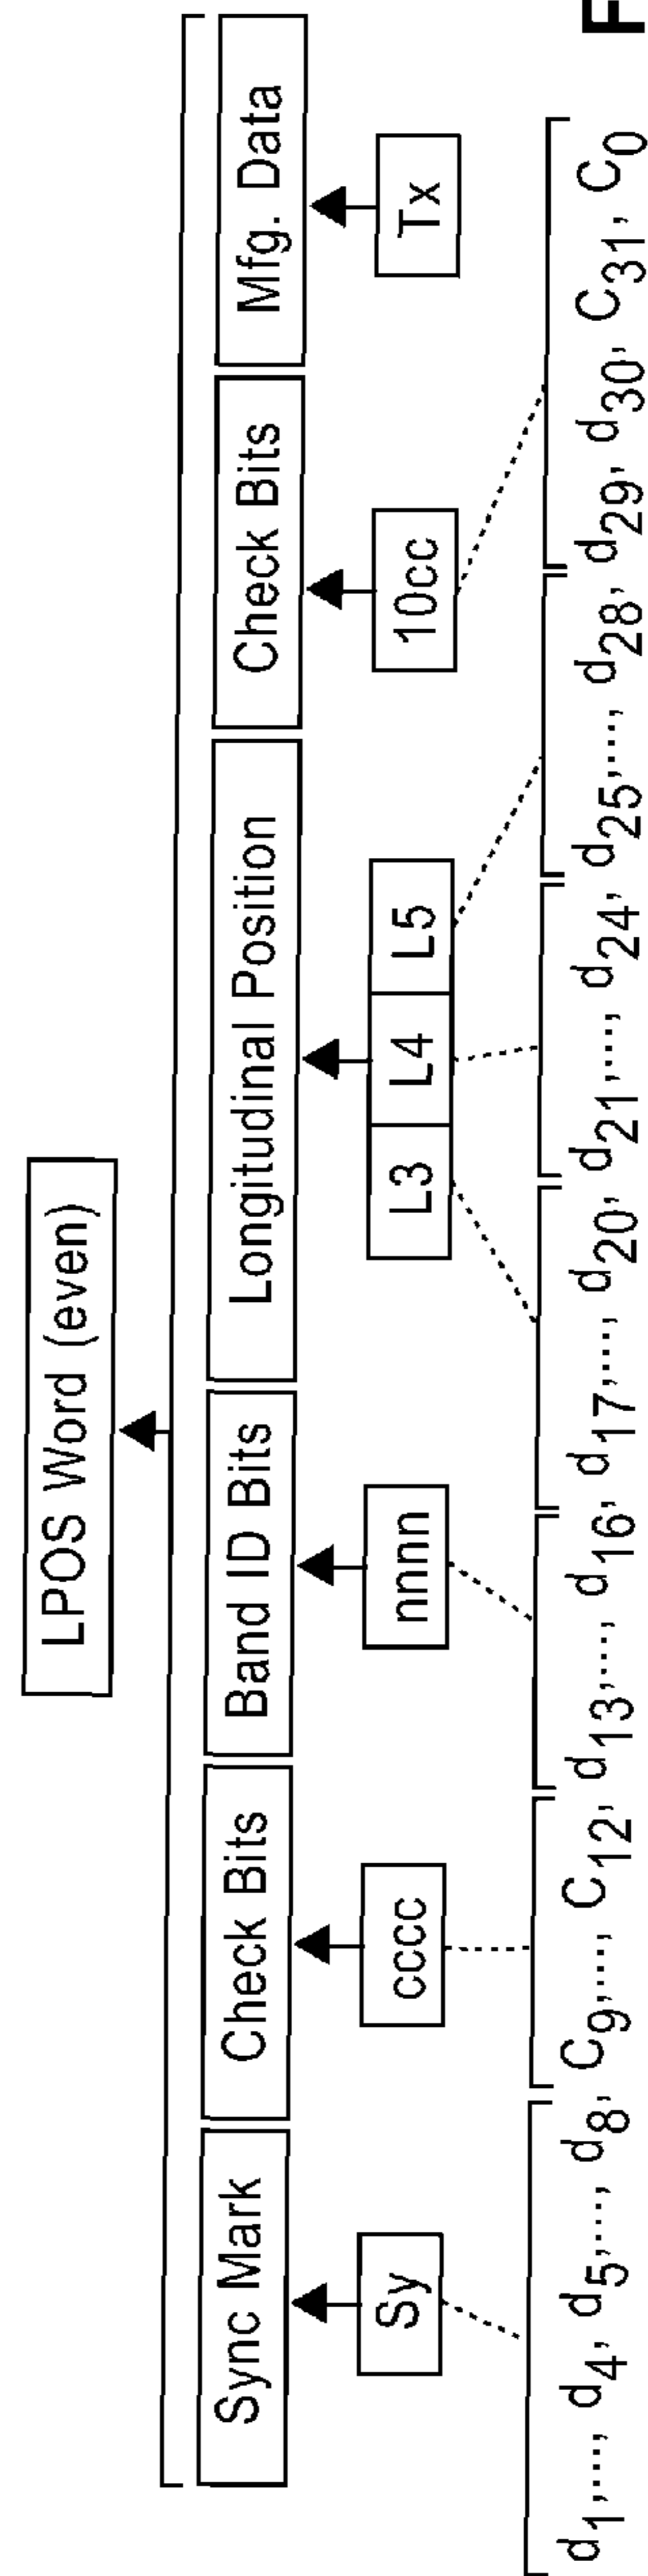 LPOS Word (even)
Sync Mark Check Bits Band ID Bits Longitudinal Position Check Bits Mfg. Data
Sy cccc nnnn L3 L4 L5 10cc Tx
d1,..., d4, d5,..., d8, C9,..., C12, d13,..., d16, d17,..., d20, d21,..., d24, d25,..., d28, d29, d30, C31, C0
F